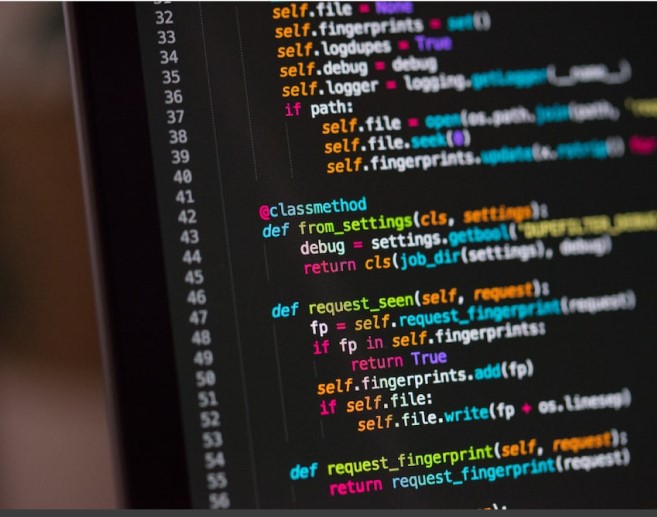 32 self.file = None
33 self.fingerprints = set()
34 self.logdupes = True
35 self.debug = debug
36 self.logger = logging.getLogger(__name__)
37 if path:
38 self.file = open(os.path.join(path,
39 self.file.seek(0)
40 self.fingerprints.update(x.rstrip() for
41
42 @classmethod
43 def from_settings(cls, settings):
44 debug = settings.getbool('DUPEFILTER_DEBUG
45 return cls(job_dir(settings), debug)
46
47 def request_seen(self, request):
48 fp = self.request_fingerprint(request)
49 if fp in self.fingerprints:
50 return True
51 self.fingerprints.add(fp)
52 if self.file:
53 self.file.write(fp + os.linesep)
54
55 def request_fingerprint(self, request):
56 return request_fingerprint(request)